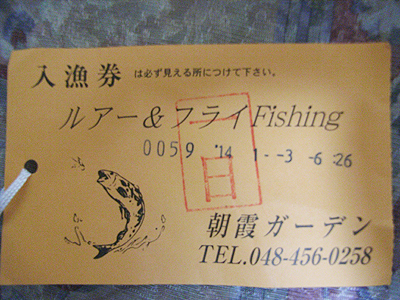 入漁券 は必ず見える所につけて下さい。
ルアー&フライFishing
一日
0059 '14 1--3 -6:26
朝霞ガーデン
TEL.048-456-0258